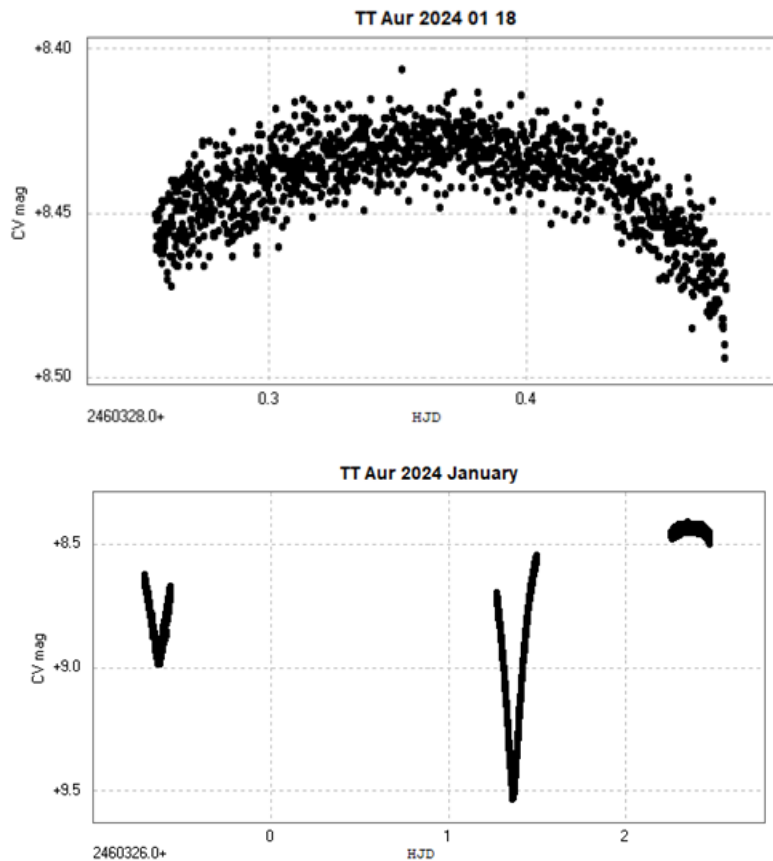 TT Aur 2024 01 18
+8.40
+8.45
+8.50
CV mag
0.3 0.4
2460328.0+ HJD
TT Aur 2024 January
+8.5
+9.0
+9.5
CV mag
0 1 2
2460326.0+ HJD